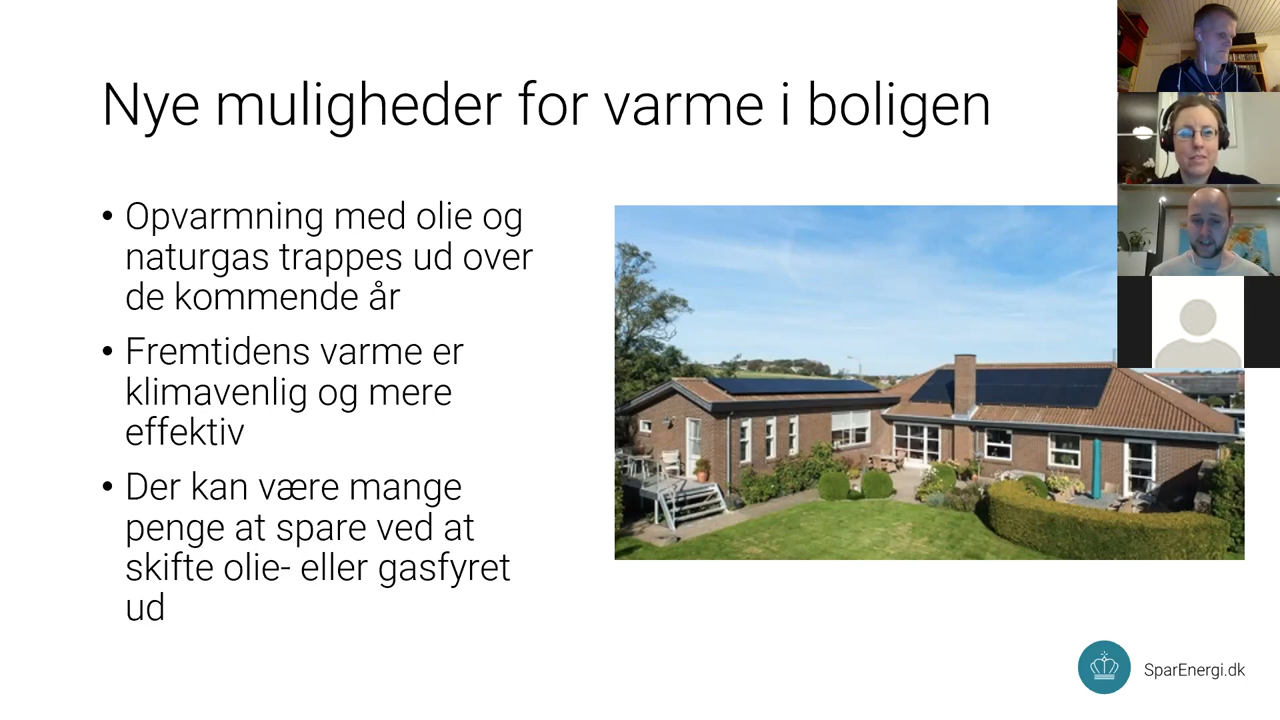 Nye muligheder for varme i boligen
• Opvarmning med olie og
naturgas trappes ud over
de kommende år
• Fremtidens varme er
klimavenlig og mere
effektiv
• Der kan være mange
penge at spare ved at
skifte olie- eller gasfyret
ud
SparEnergi.dk